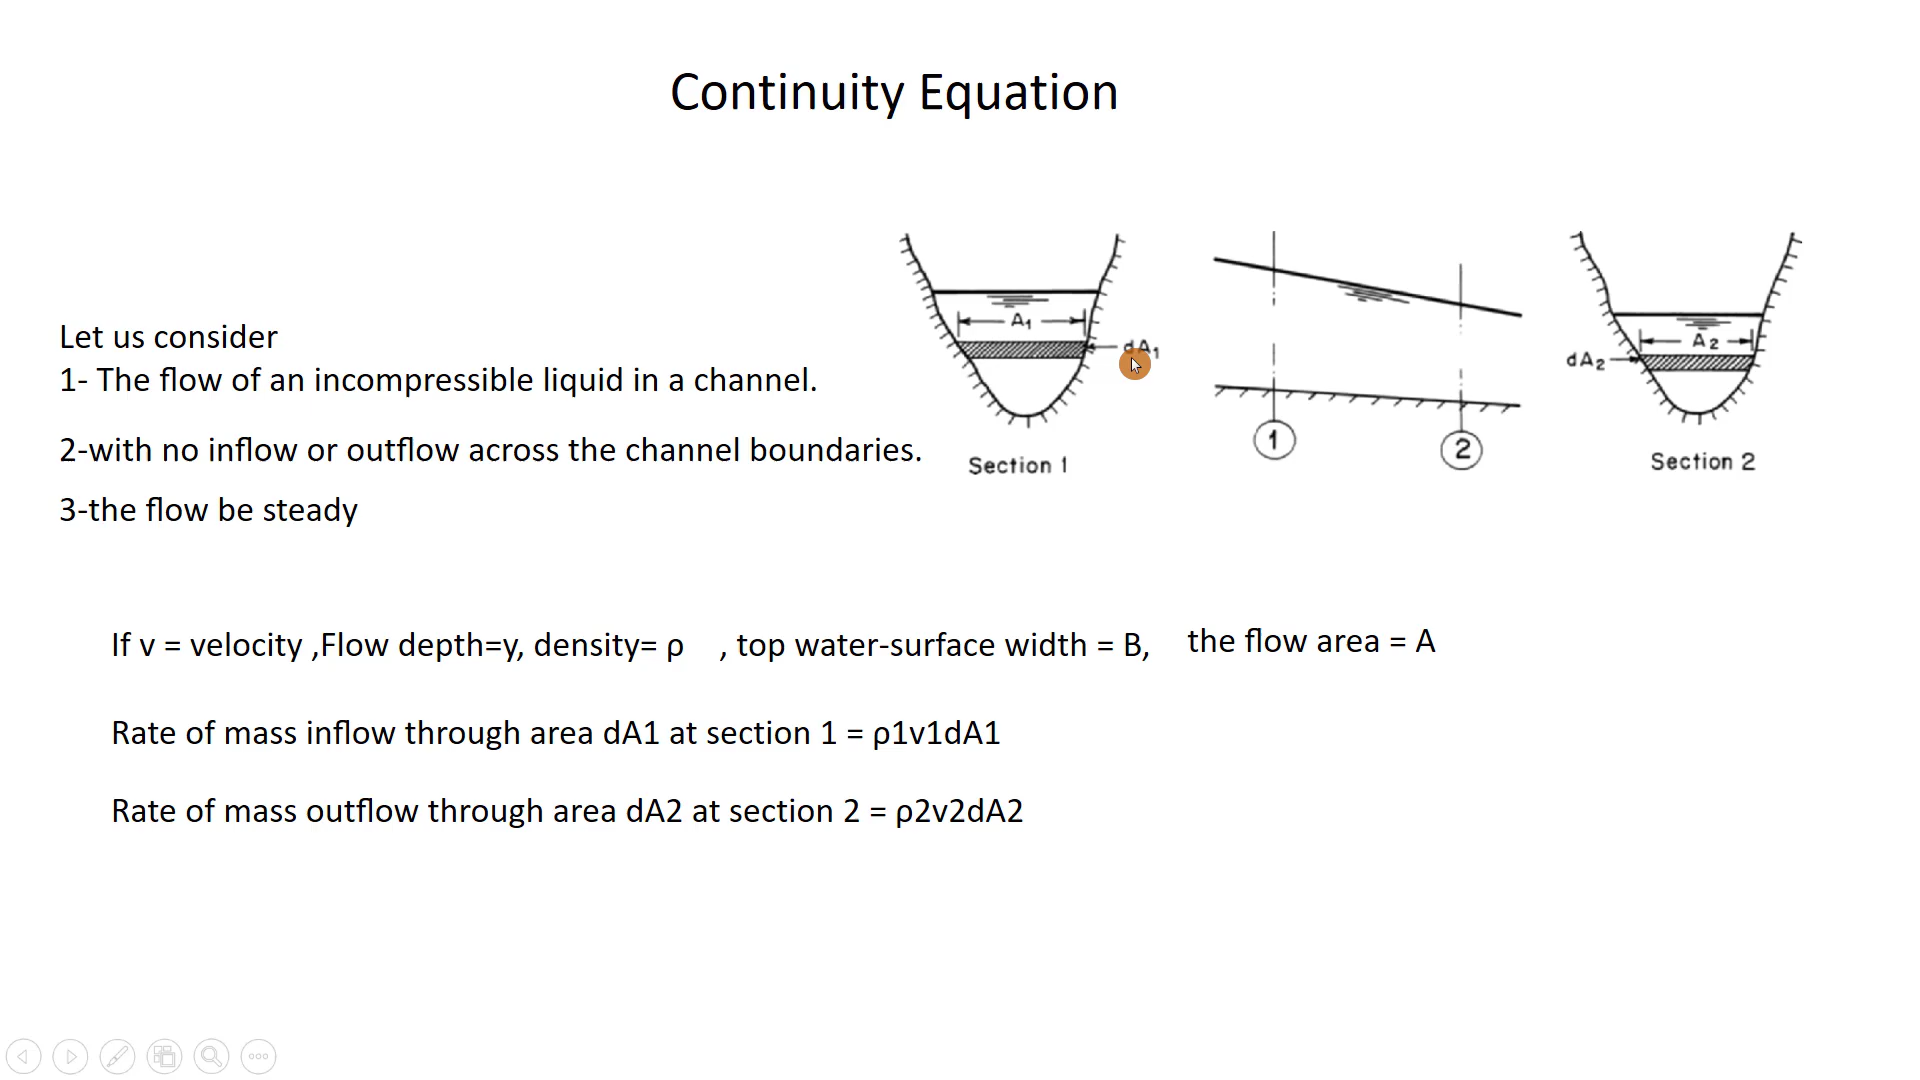 Continuity Equation
Let us consider
1- The flow of an incompressible liquid in a channel.
2-with no inflow or outflow across the channel boundaries.
3-the flow be steady
A₁
dA₁
Section 1
1
2
A₂
dA₂
Section 2
If v = velocity ,Flow depth=y, density= ρ , top water-surface width = B, the flow area = A
Rate of mass inflow through area dA1 at section 1 = ρ1v1dA1
Rate of mass outflow through area dA2 at section 2 = ρ2v2dA2